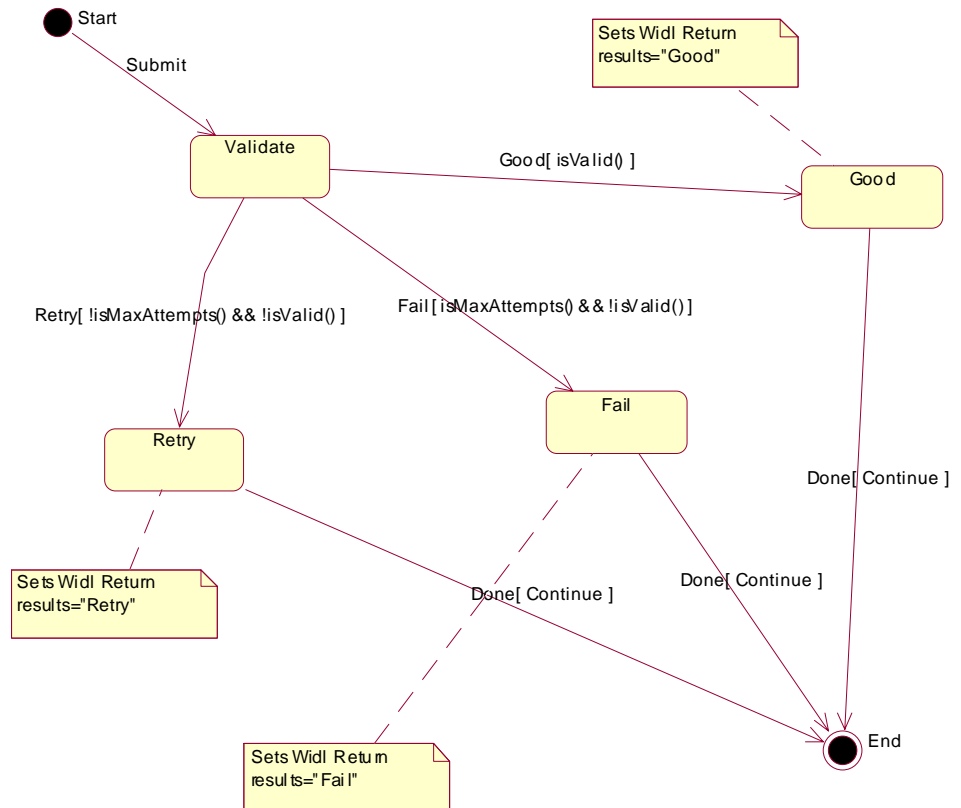 Start
Sets Widl Return
results="Good"
Submit
Validate
Good[ isValid() ]
Good
Retry[ !isMaxAttempts() && !isValid() ]
Fail[ isMaxAttempts() && !isValid() ]
Fail
Retry
Done[ Continue ]
Sets Widl Return
results="Retry"
Done[ Continue ]
Done[ Continue ]
End
Sets Widl Return
results="Fail"